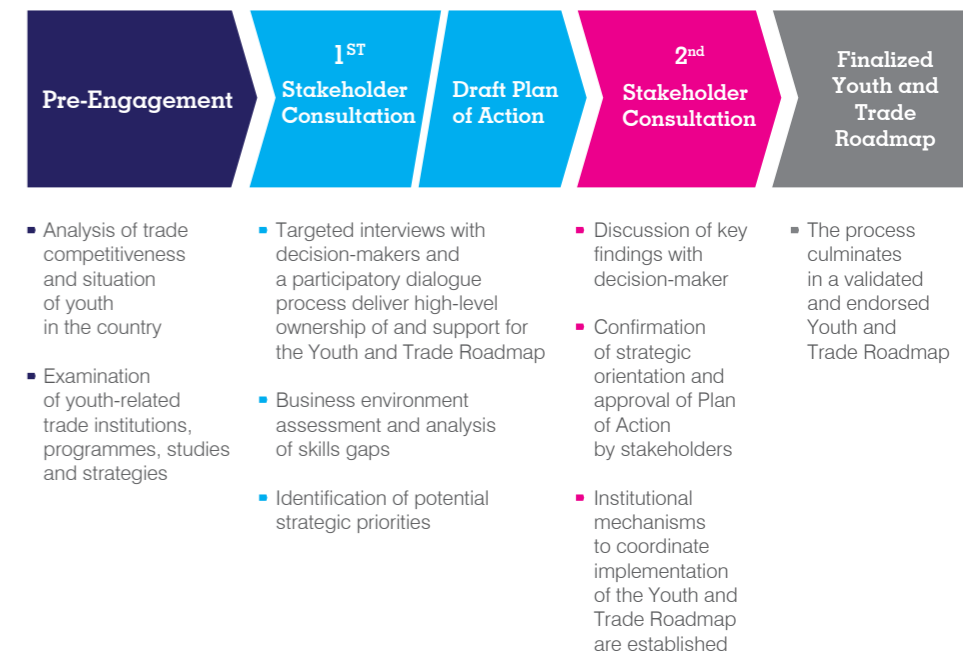 Pre-Engagement
1ST
Stakeholder
Consultation
Draft Plan
of Action
2nd
Stakeholder
Consultation
Finalized
Youth and
Trade
Roadmap
Analysis of trade
competitiveness
and situation
of youth
in the country
Examination
of youth-related
trade institutions,
programmes, studies
and strategies
Targeted interviews with
decision-makers and
a participatory dialogue
process deliver high-level
ownership of and support for
the Youth and Trade Roadmap
Business environment
assessment and analysis
of skills gaps
Identification of potential
strategic priorities
Discussion of key
findings with
decision-maker
Confirmation
of strategic
orientation and
approval of Plan
of Action
by stakeholders
Institutional
mechanisms
to coordinate
implementation
of the Youth and
Trade Roadmap
are established
The process
culminates
in a validated
and endorsed
Youth and
Trade Roadmap